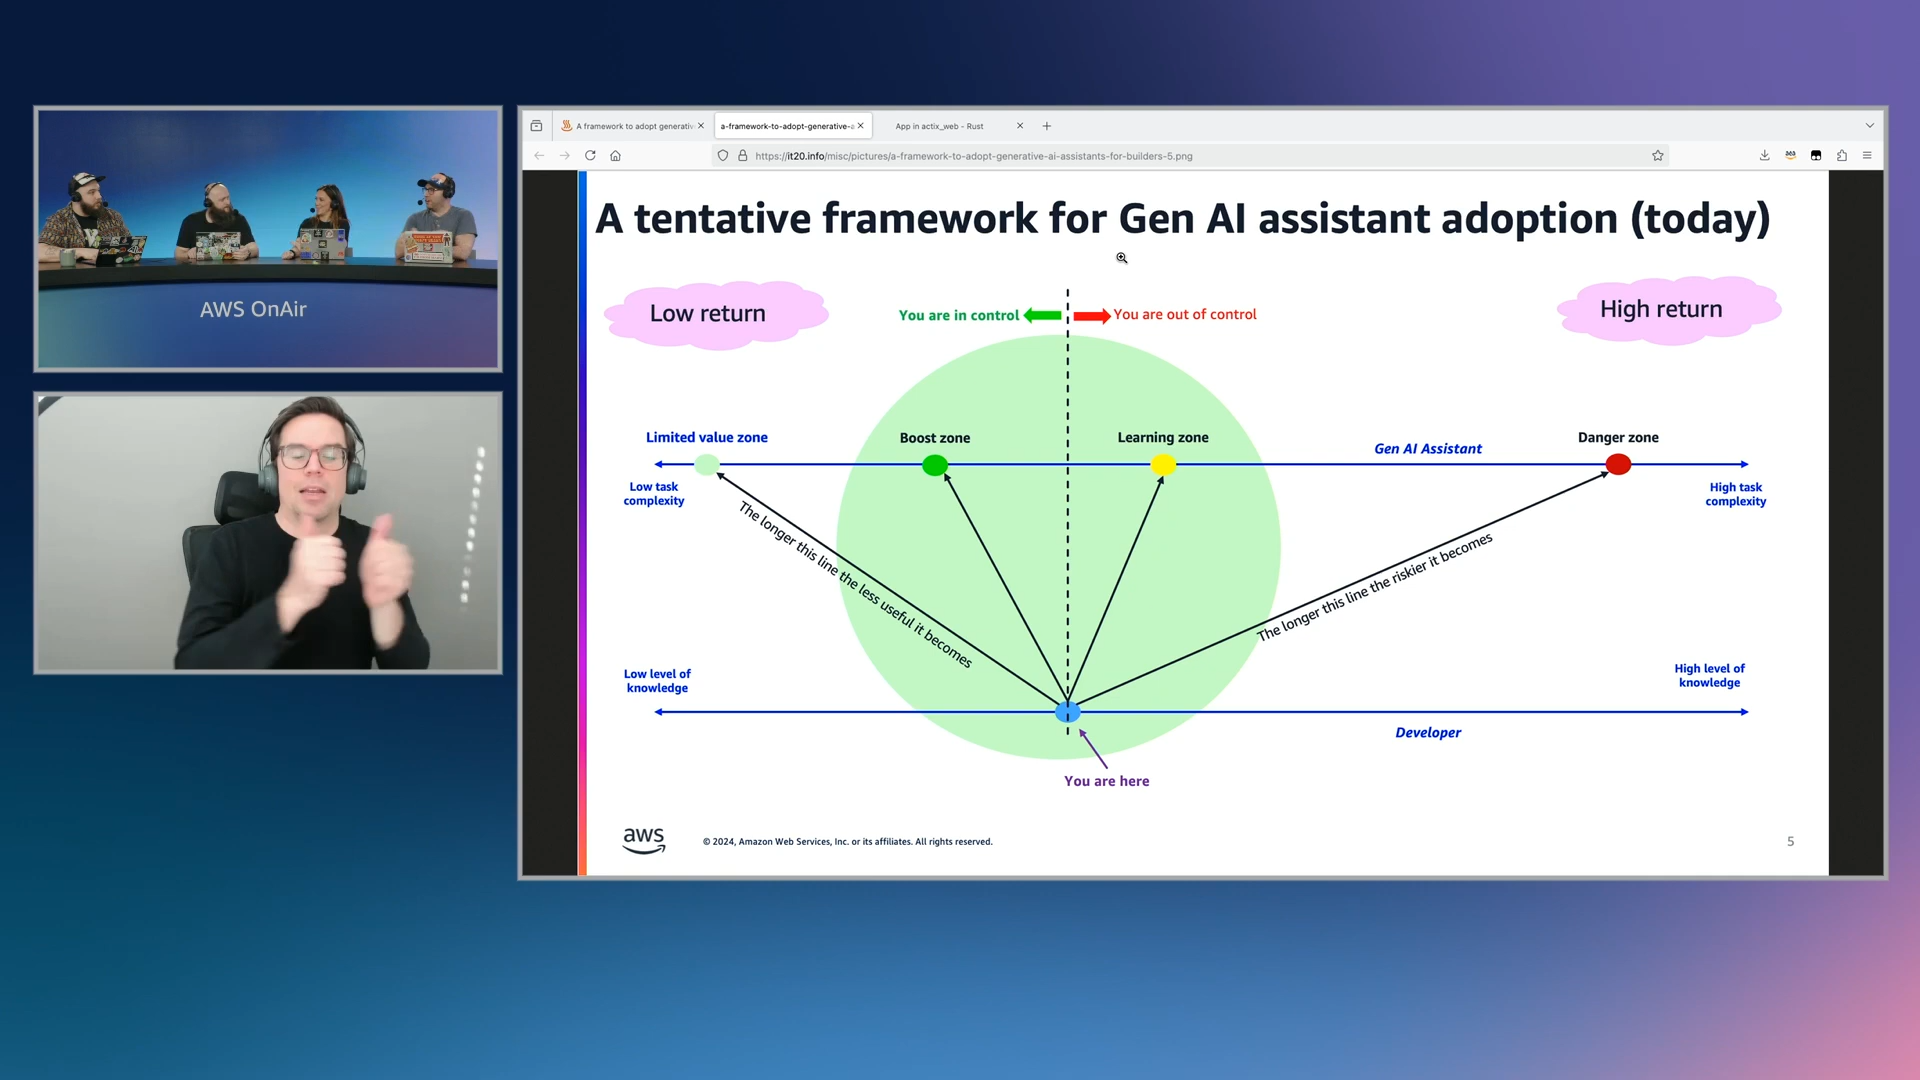 AWS OnAir
A framework to adopt generativ
a-framework-to-adopt-generative-a
App in actix_web - Rust
https://it20.info/misc/pictures/a-framework-to-adopt-generative-ai-assistants-for-builders-5.png
A tentative framework for Gen AI assistant adoption (today)
Low return
High return
You are in control
You are out of control
Limited value zone
Boost zone
Learning zone
Gen AI Assistant
Danger zone
Low task
complexity
High task
complexity
The longer this line the less useful it becomes
The longer this line the riskier it becomes
Low level of
knowledge
High level of
knowledge
Developer
You are here
aws
© 2024, Amazon Web Services, Inc. or its affiliates. All rights reserved.
5